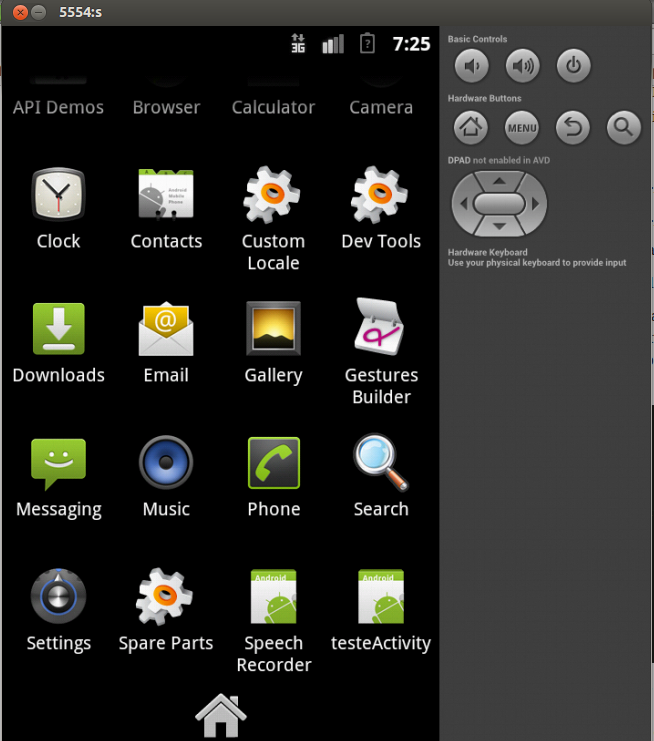 5554:s
3G
7:25
API Demos
Browser
Calculator
Camera
Clock
Contacts
Custom
Locale
Dev Tools
Downloads
Email
Gallery
Gestures
Builder
Messaging
Music
Phone
Search
Settings
Spare Parts
Android
Speech
Recorder
Android
testeActivity
Basic Controls
Hardware Buttons
MENU
DPAD not enabled in AVD
Hardware Keyboard
Use your physical keyboard to provide input